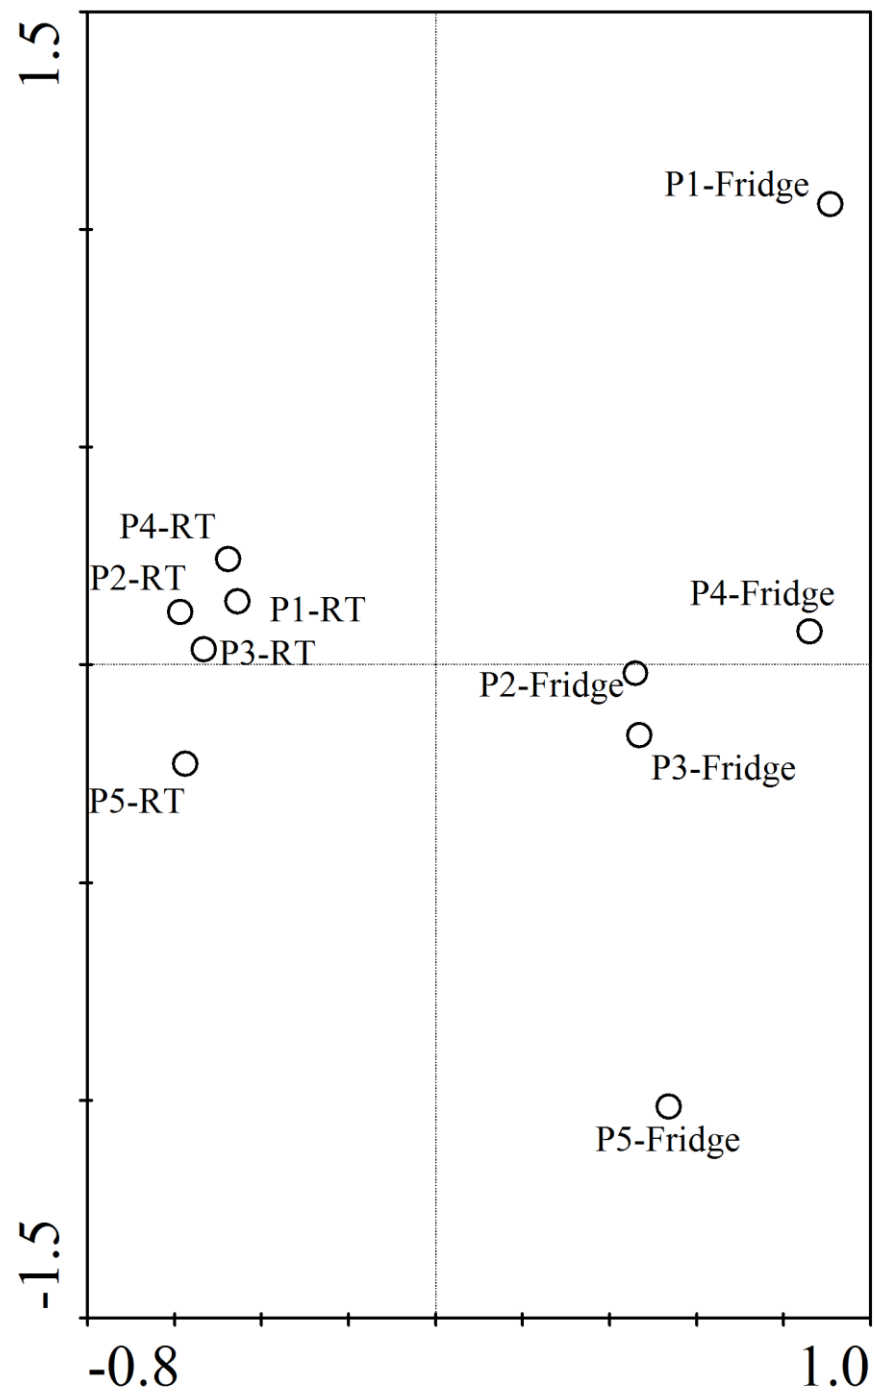 1.5
P1-Fridge
P4-RT
P2-RT
P4-Fridge
P1-RT
P3-RT
P2-Fridge
P3-Fridge
P5-RT
P5-Fridge
-1.5
-0.8
1.0